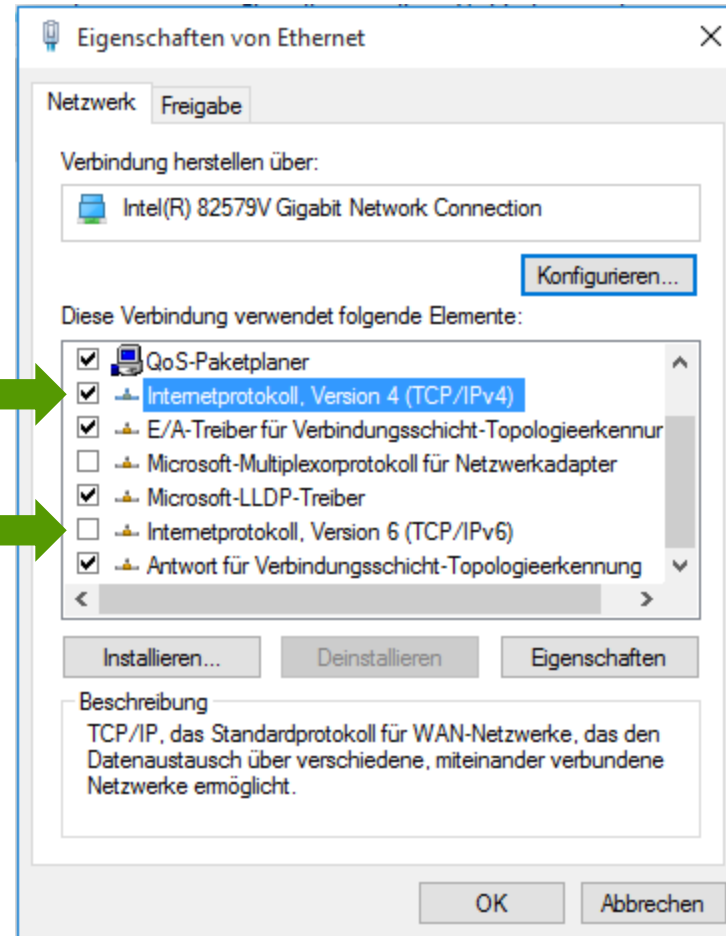 Eigenschaften von Ethernet
Netzwerk
Freigabe
Verbindung herstellen über:
Intel(R) 82579V Gigabit Network Connection
Konfigurieren...
Diese Verbindung verwendet folgende Elemente:
QoS-Paketplaner
Internetprotokoll, Version 4 (TCP/IPv4)
E/A-Treiber für Verbindungsschicht-Topologieerkennur
Microsoft-Multiplexorprotokoll für Netzwerkadapter
Microsoft-LLDP-Treiber
Internetprotokoll, Version 6 (TCP/IPv6)
Antwort für Verbindungsschicht-Topologieerkennung
Installieren...
Deinstallieren
Eigenschaften
Beschreibung
TCP/IP, das Standardprotokoll für WAN-Netzwerke, das den
Datenaustausch über verschiedene, miteinander verbundene
Netzwerke ermöglicht.
OK
Abbrechen